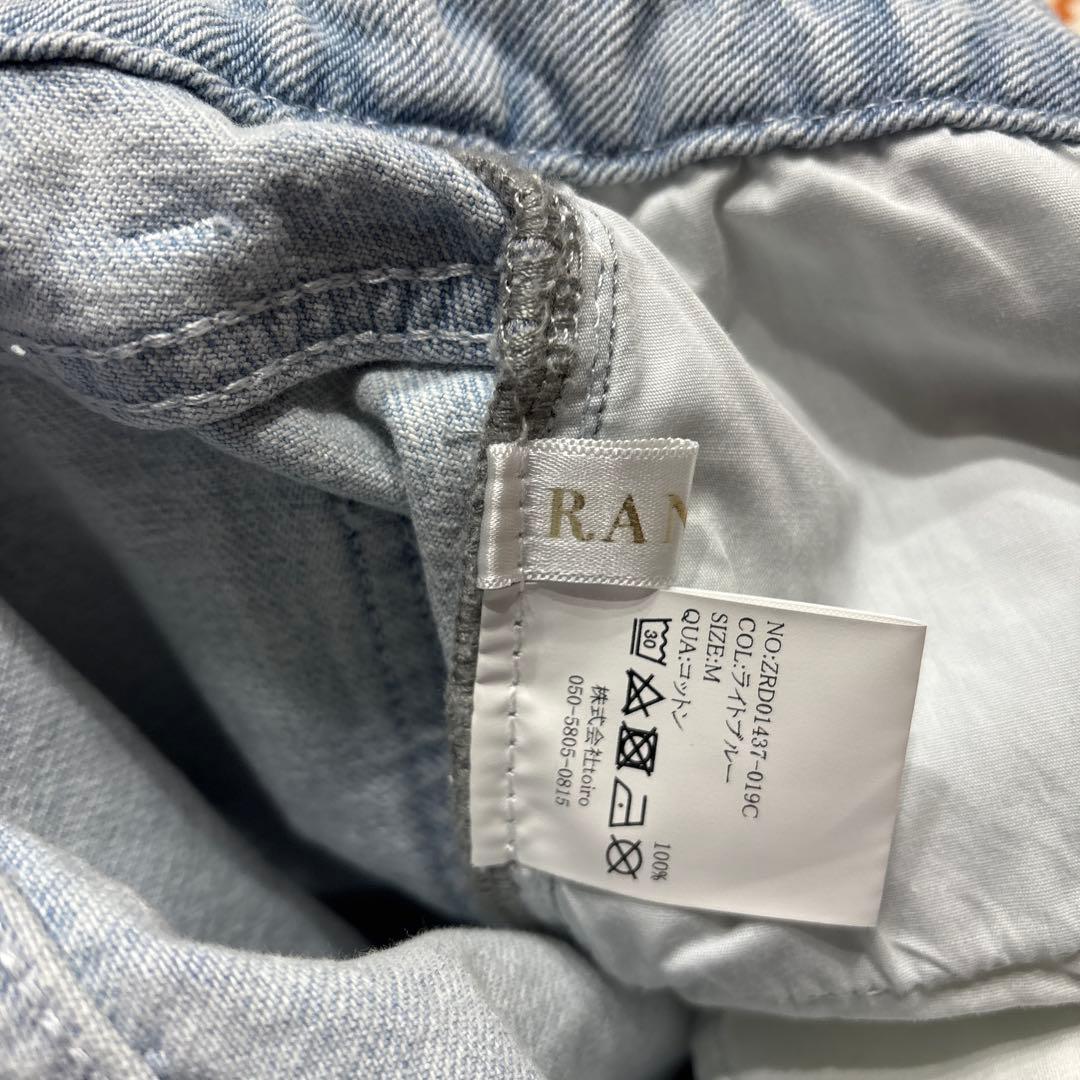 RAN
NO:ZRD01437-019C
COL:ライトブルー
SIZE:M
QUA:コットン 100%
30
株式会社toiro
050-5805-0815